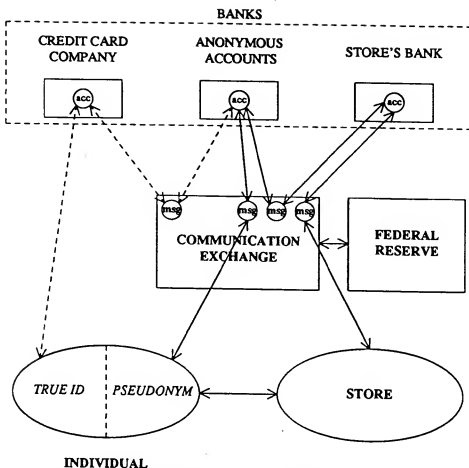 BANKS
CREDIT CARD
COMPANY
ANONYMOUS
ACCOUNTS
STORE'S BANK
acc
acc
acc
msg
msg
msg
msg
COMMUNICATION
EXCHANGE
FEDERAL
RESERVE
TRUE ID
PSEUDONYM
STORE
INDIVIDUAL